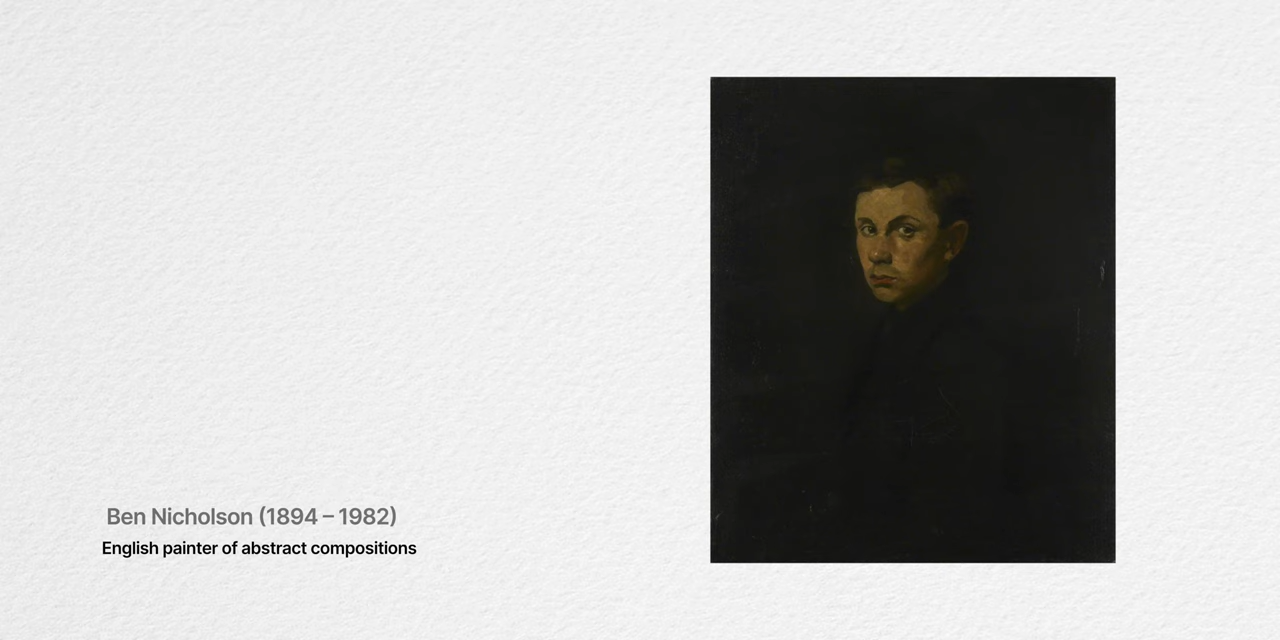 Ben Nicholson (1894 – 1982)
English painter of abstract compositions